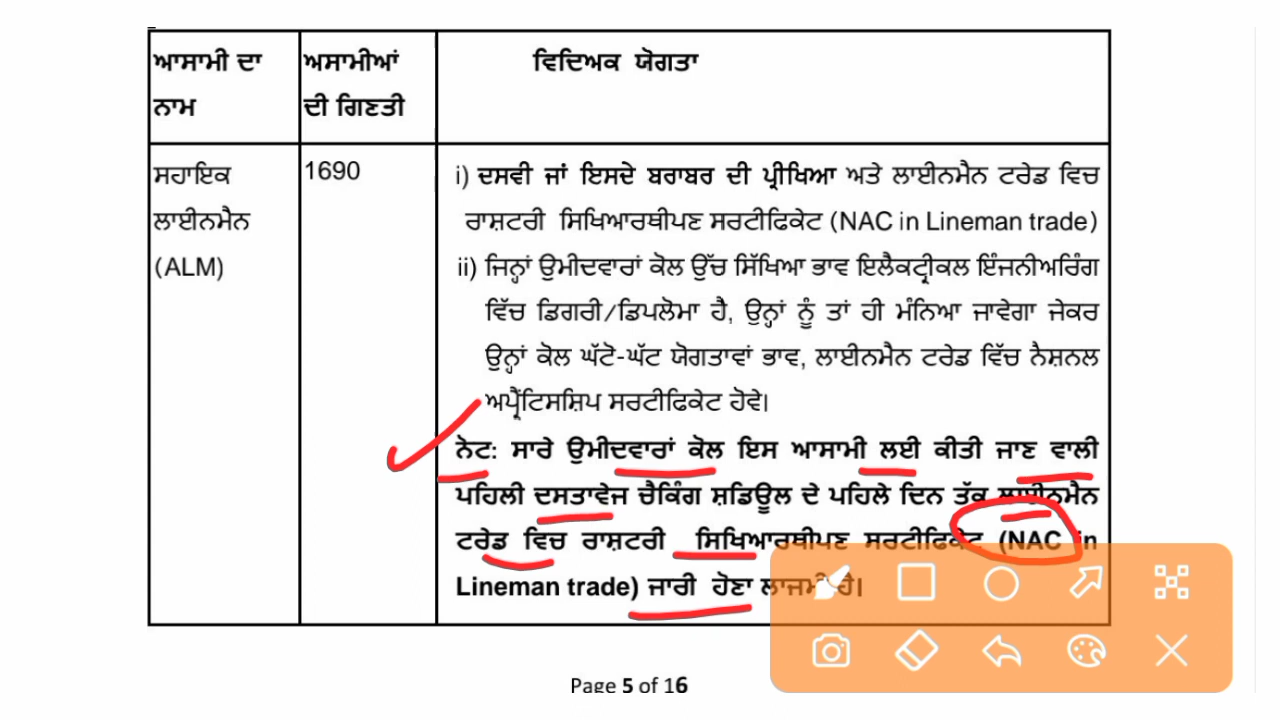 ਆਸਾਮੀ ਦਾ ਨਾਮ
ਅਸਾਮੀਆਂ ਦੀ ਗਿਣਤੀ
ਵਿਦਿਅਕ ਯੋਗਤਾ
ਸਹਾਇਕ
ਲਾਈਨਮੈਨ
(ALM)
1690
i) ਦਸਵੀ ਜਾਂ ਇਸਦੇ ਬਰਾਬਰ ਦੀ ਪ੍ਰੀਖਿਆ ਅਤੇ ਲਾਈਨਮੈਨ ਟਰੇਡ ਵਿਚ
ਰਾਸ਼ਟਰੀ ਸਿਖਿਆਰਥੀਪਣ ਸਰਟੀਫਿਕੇਟ (NAC in Lineman trade)
ii) ਜਿਨ੍ਹਾਂ ਉਮੀਦਵਾਰਾਂ ਕੋਲ ਉੱਚ ਸਿੱਖਿਆ ਭਾਵ ਇਲੈਕਟ੍ਰੀਕਲ ਇੰਜਨੀਅਰਿੰਗ
ਵਿੱਚ ਡਿਗਰੀ/ਡਿਪਲੋਮਾ ਹੈ, ਉਨ੍ਹਾਂ ਨੂੰ ਤਾਂ ਹੀ ਮੰਨਿਆ ਜਾਵੇਗਾ ਜੇਕਰ
ਉਨ੍ਹਾਂ ਕੋਲ ਘੱਟੋ-ਘੱਟ ਯੋਗਤਾਵਾਂ ਭਾਵ, ਲਾਈਨਮੈਨ ਟਰੇਡ ਵਿੱਚ ਨੈਸ਼ਨਲ
ਅਪ੍ਰੈਂਟਿਸਸ਼ਿਪ ਸਰਟੀਫਿਕੇਟ ਹੋਵੇ।
ਨੋਟ: ਸਾਰੇ ਉਮੀਦਵਾਰਾਂ ਕੋਲ ਇਸ ਆਸਾਮੀ ਲਈ ਕੀਤੀ ਜਾਣ ਵਾਲੀ
ਪਹਿਲੀ ਦਸਤਾਵੇਜ ਚੈਕਿੰਗ ਸ਼ਡਿਊਲ ਦੇ ਪਹਿਲੇ ਦਿਨ ਤੱਕ ਲਾਈਨਮੈਨ
ਟਰੇਡ ਵਿਚ ਰਾਸ਼ਟਰੀ ਸਿਖਿਆਰਥੀਪਣ ਸਰਟੀਫਿਕੇਟ (NAC in
Lineman trade) ਜਾਰੀ ਹੋਣਾ ਲਾਜਮੀ ਹੈ।
Page 5 of 16